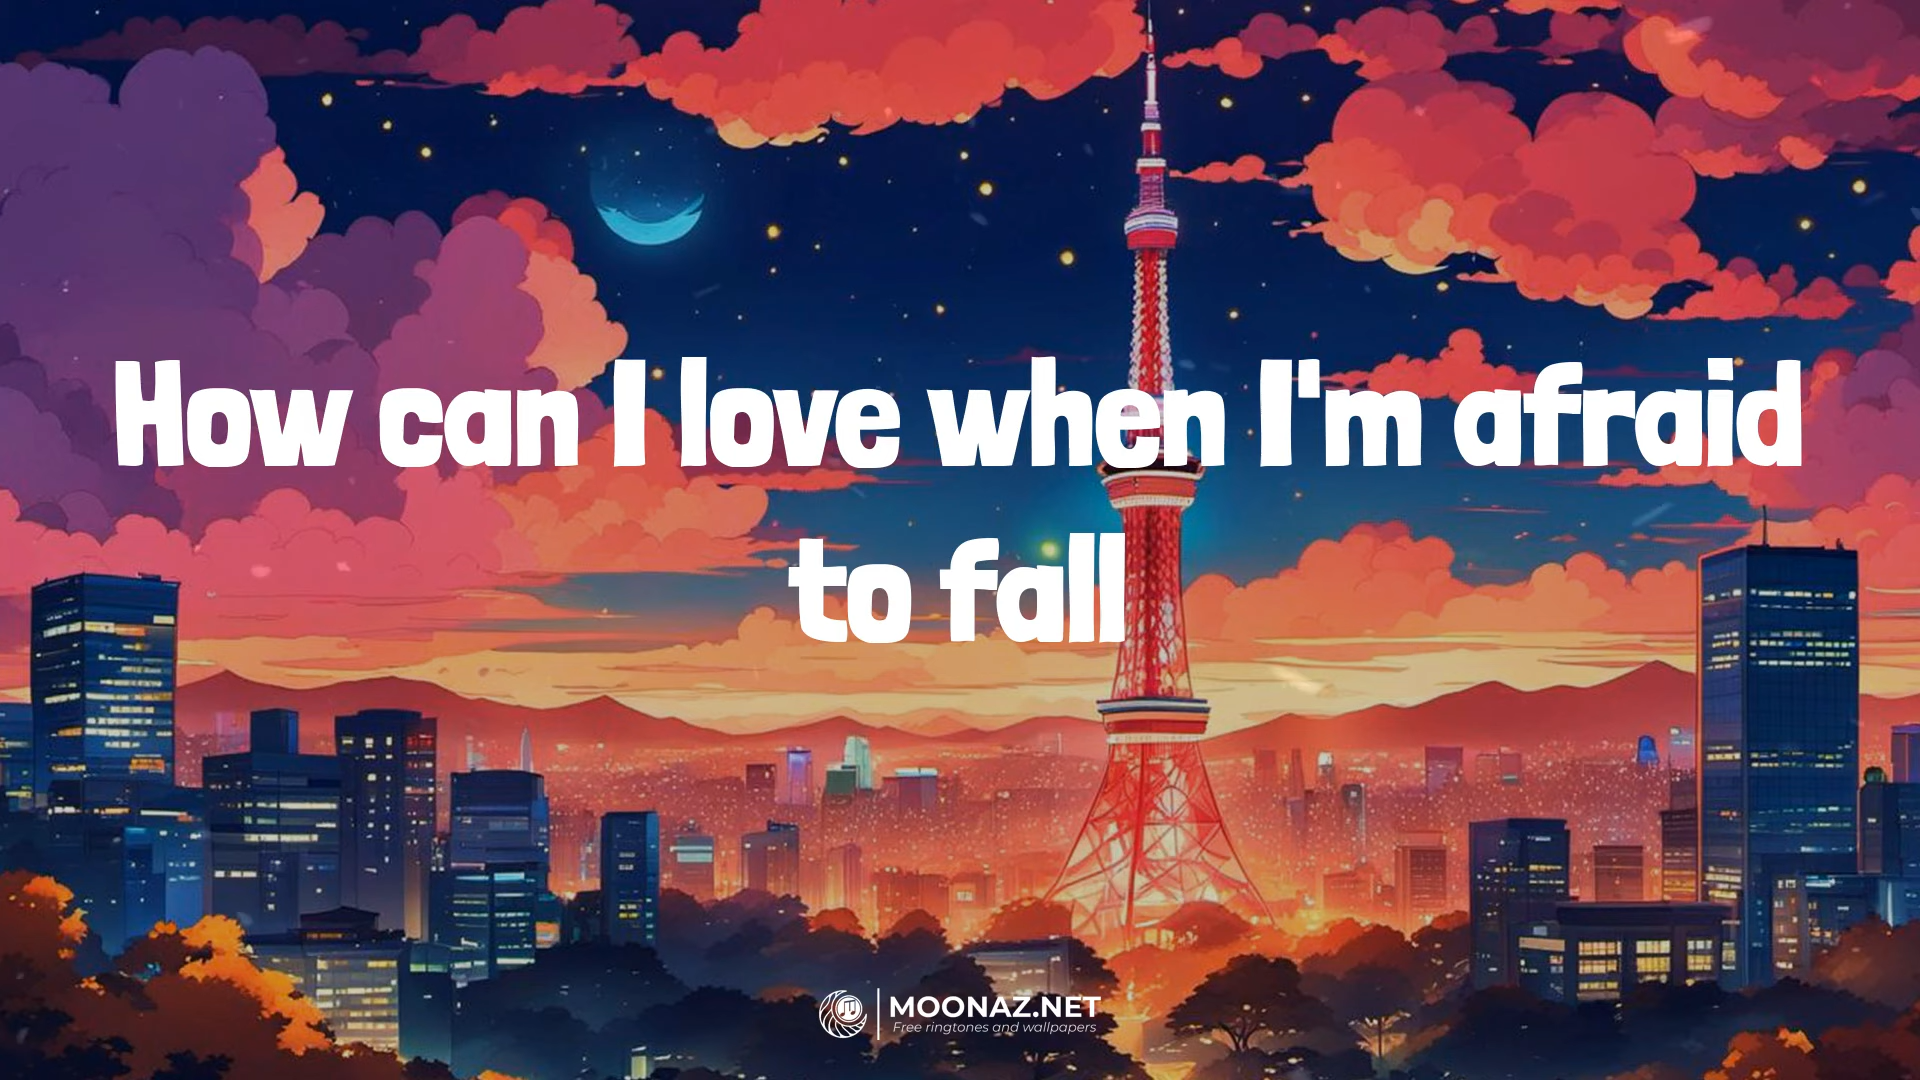 How can I love when I'm afraid
to fall
MOONAZ.NET
Free ringtones and wallpapers